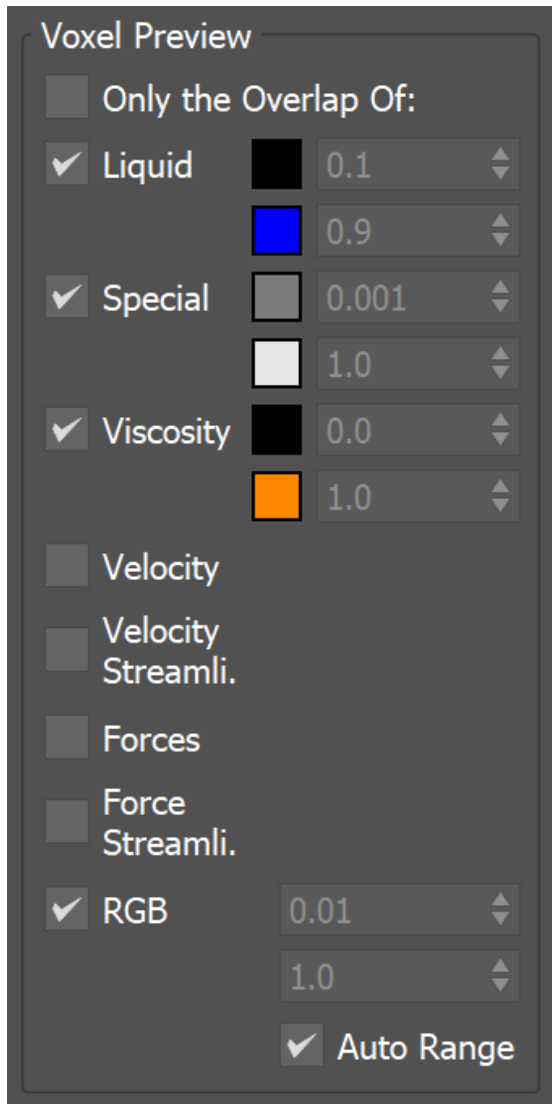 Voxel Preview
Only the Overlap Of:
Liquid 0.1
0.9
Special 0.001
1.0
Viscosity 0.0
1.0
Velocity
Velocity
Streamli.
Forces
Force
Streamli.
RGB 0.01
1.0
Auto Range